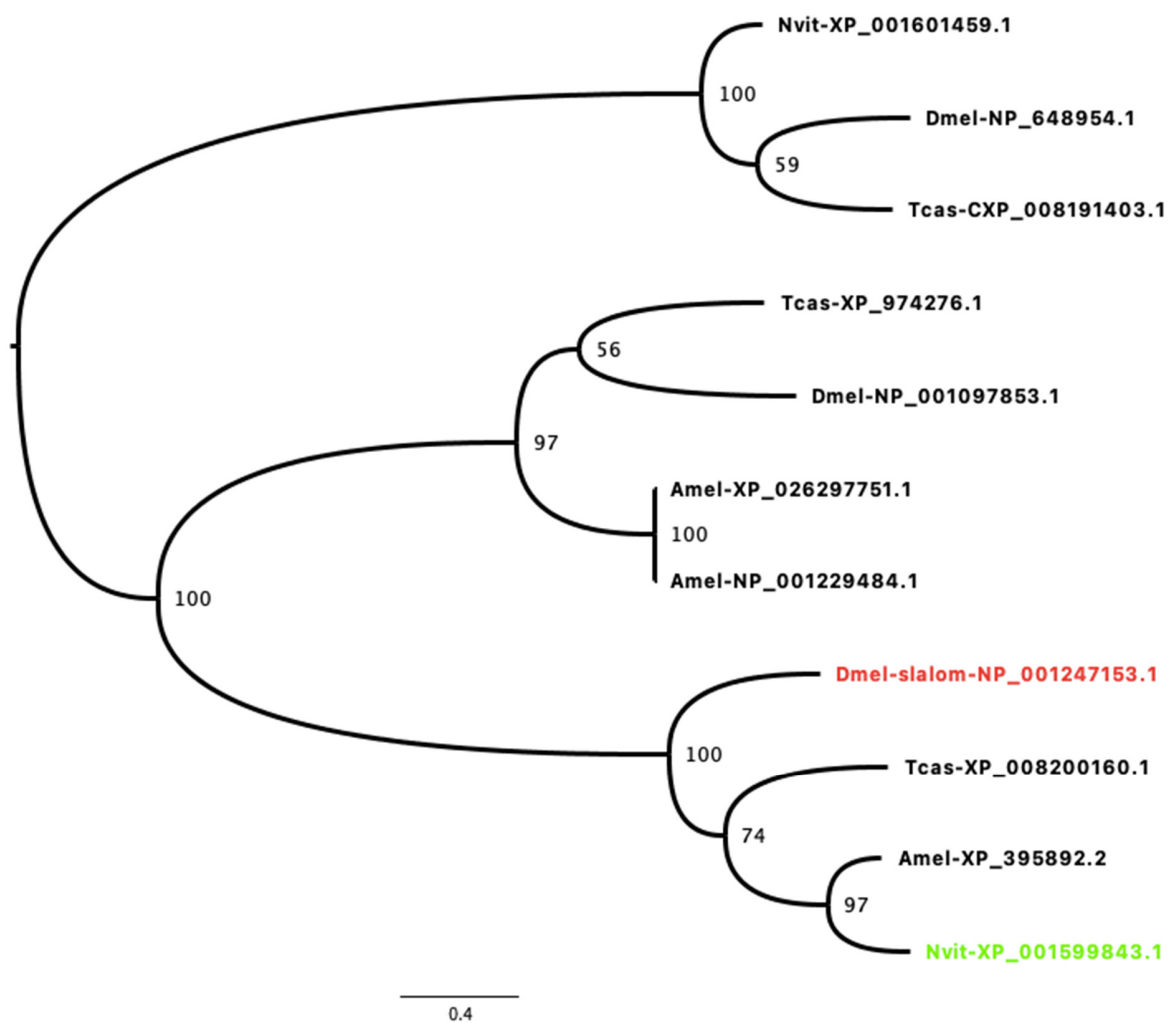 Nvit-XP_001601459.1
100
Dmel-NP_648954.1
59
Tcas-CXP_008191403.1
Tcas-XP_974276.1
56
Dmel-NP_001097853.1
97
Amel-XP_026297751.1
100
Amel-NP_001229484.1
100
Dmel-slalom-NP_001247153.1
100
Tcas-XP_008200160.1
74
Amel-XP_395892.2
97
Nvit-XP_001599843.1
0.4